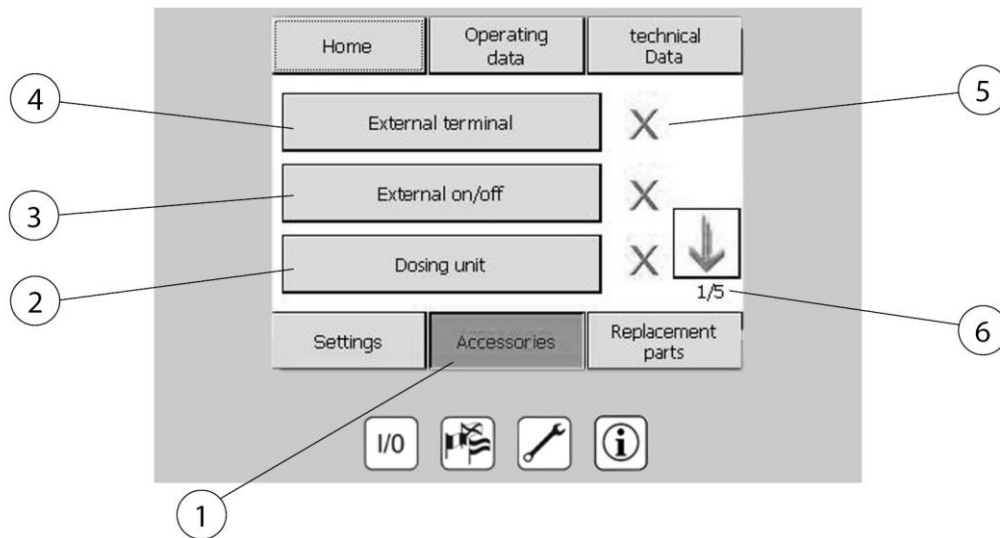 Home
Operating
data
technical
Data
4
External terminal
X
5
3
External on/off
X
2
Dosing unit
X
1/5
6
Settings
Accessories
Replacement
parts
I/0
i
1